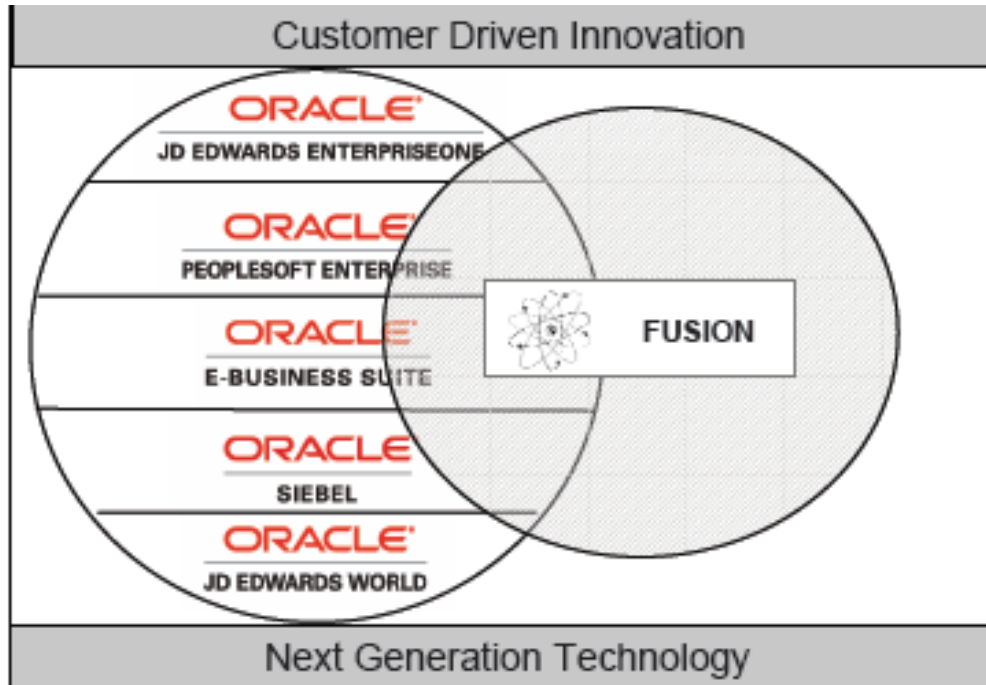 Customer Driven Innovation
ORACLE
JD EDWARDS ENTERPRISEONE
ORACLE
PEOPLESOFT ENTERPRISE
ORACLE
E-BUSINESS SUITE
FUSION
ORACLE
SIEBEL
ORACLE
JD EDWARDS WORLD
Next Generation Technology